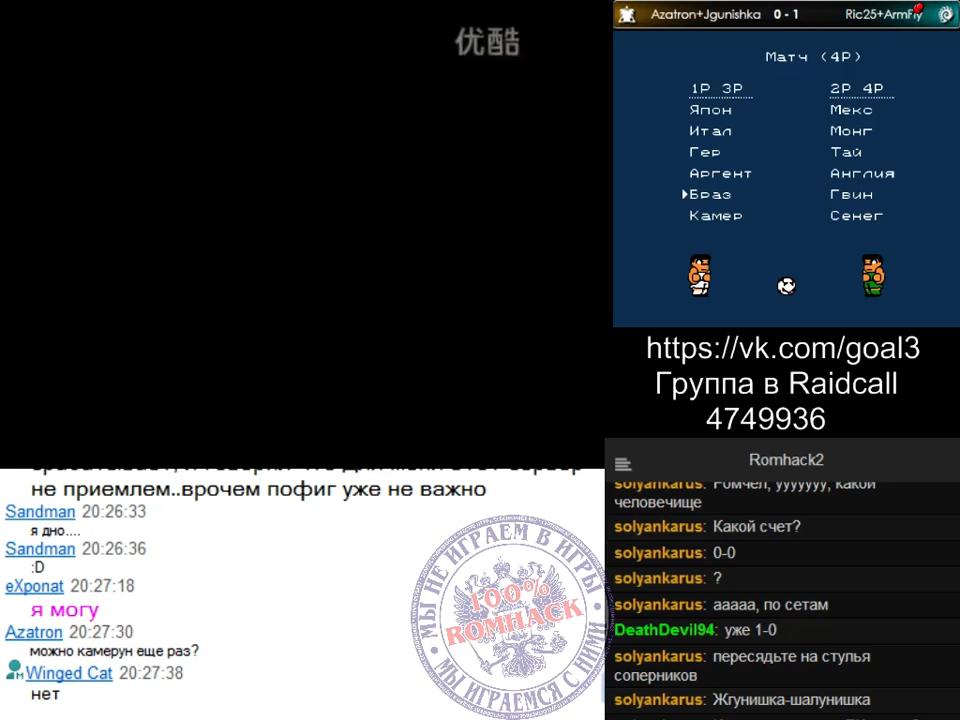 优酷
Azatron+Jgunishka 0 - 1 Ric25+ArmFly
Матч (4P)
1P 3P 2P 4P
Япон Мекс
Итал Монг
Гер Тай
Аргент Англия
Браз Гвин
Камер Сенег
https://vk.com/goal3
Группа в Raidcall
4749936
не приемлем..врочем пофиг уже не важно
Sandman 20:26:33
я дно....
Sandman 20:26:36
:D
eXponat 20:27:18
я могу
Azatron 20:27:30
можно камерун еще раз?
Winged Cat 20:27:38
нет
МЫ НЕ ИГРАЕМ В ИГРЫ
100%
ROMHACK
МЫ ИГРАЕМСЯ С НИМИ
Romhack2
solyankarus: Ромчел, ууууууу, какой
человечище
solyankarus: Какой счет?
solyankarus: 0-0
solyankarus: ?
solyankarus: ааааа, по сетам
DeathDevil94: уже 1-0
solyankarus: пересядьте на стулья
соперников
solyankarus: Жгунишка-шалунишка